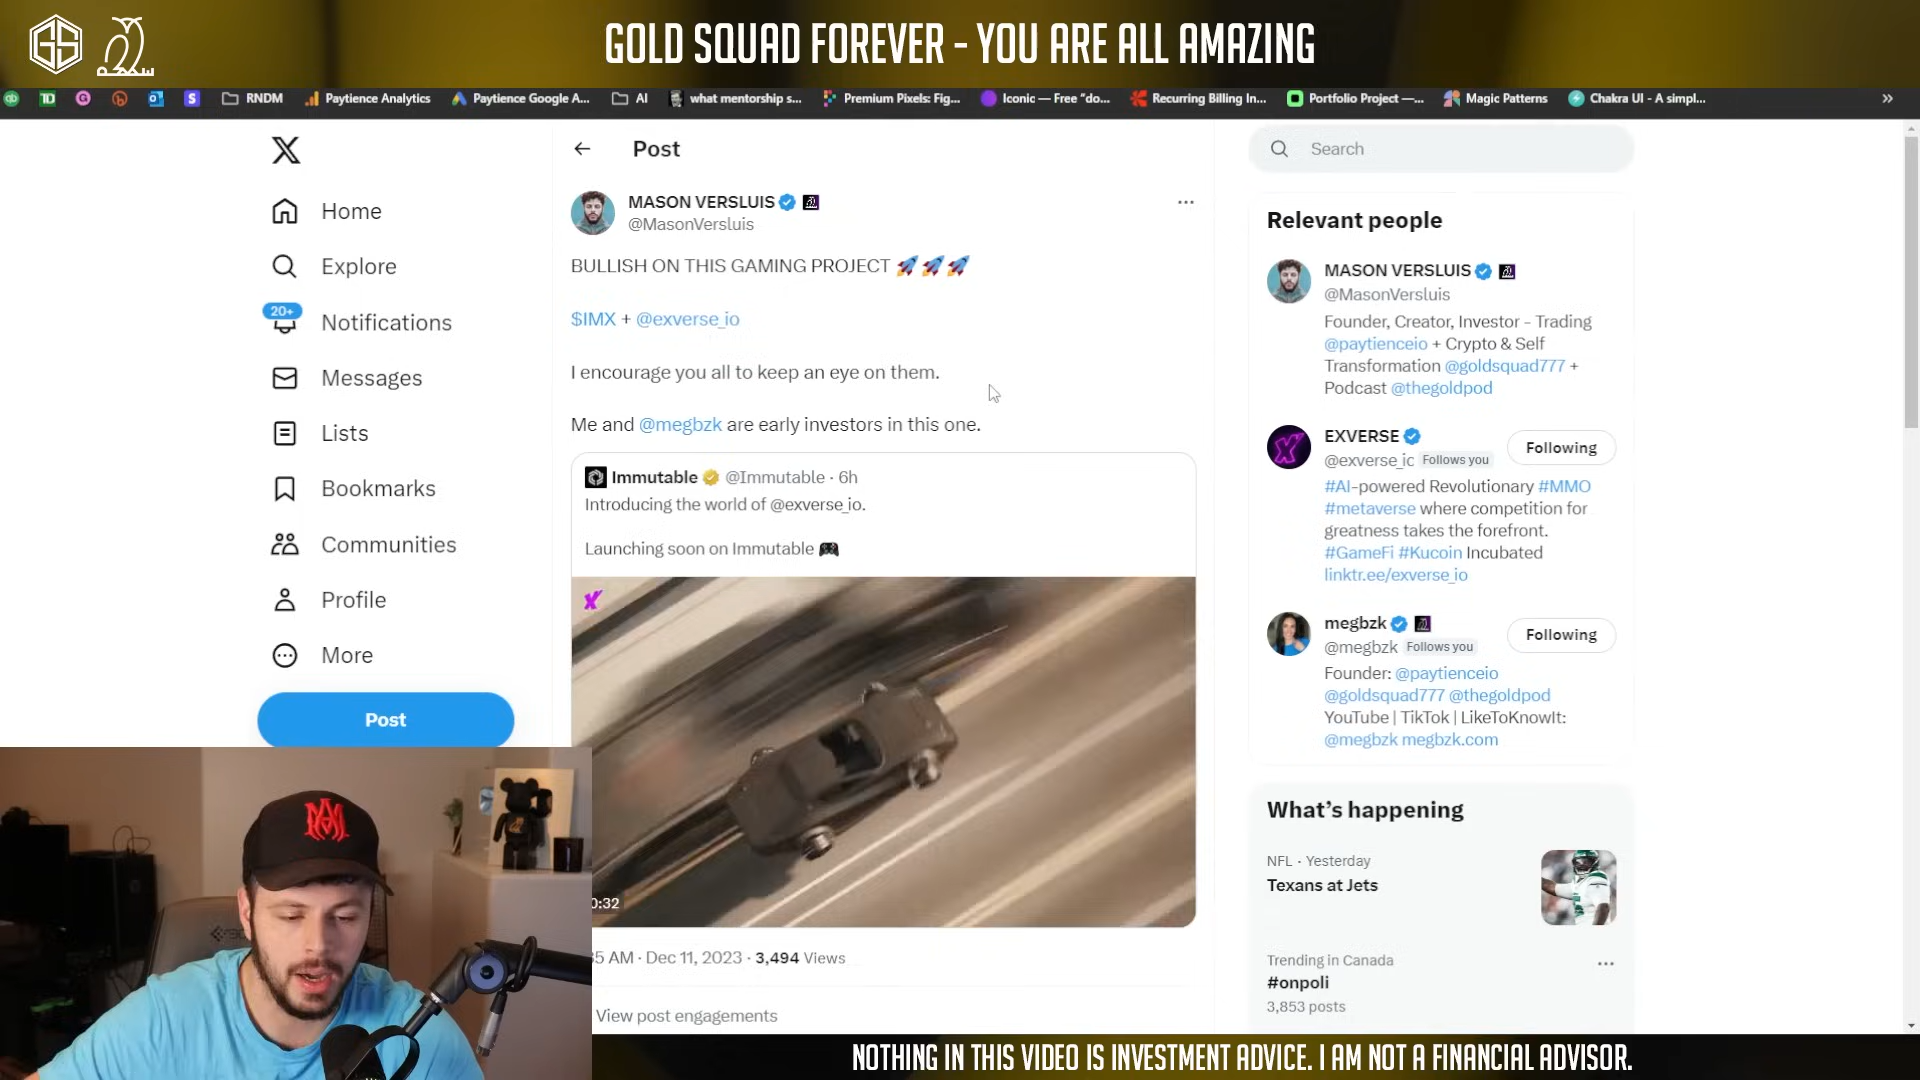 GOLD SQUAD FOREVER - YOU ARE ALL AMAZING
RNDM
Paytience Analytics
Paytience Google A...
AI
what mentorship s...
Premium Pixels: Fig...
Iconic — Free "do...
Recurring Billing In...
Portfolio Project —...
Magic Patterns
Chakra UI - A simpl...
Home
Explore
20+
Notifications
Messages
Lists
Bookmarks
Communities
Profile
More
Post
Post
MASON VERSLUIS
@MasonVersluis
BULLISH ON THIS GAMING PROJECT 🚀🚀🚀
$IMX + @exverse_io
I encourage you all to keep an eye on them.
Me and @megbzk are early investors in this one.
Immutable @Immutable · 6h
Introducing the world of @exverse_io.
Launching soon on Immutable 🎮
0:32
35 AM · Dec 11, 2023 · 3,494 Views
View post engagements
Search
Relevant people
MASON VERSLUIS
@MasonVersluis
Founder, Creator, Investor - Trading
@paytienceio + Crypto & Self
Transformation @goldsquad777 +
Podcast @thegoldpod
EXVERSE
@exverse_io Follows you
Following
#AI-powered Revolutionary #MMO
#metaverse where competition for
greatness takes the forefront.
#GameFi #Kucoin Incubated
linktr.ee/exverse_io
megbzk
@megbzk Follows you
Following
Founder: @paytienceio
@goldsquad777 @thegoldpod
YouTube | TikTok | LikeToKnowIt:
@megbzk megbzk.com
What's happening
NFL · Yesterday
Texans at Jets
Trending in Canada
#onpoli
3,853 posts
NOTHING IN THIS VIDEO IS INVESTMENT ADVICE. I AM NOT A FINANCIAL ADVISOR.